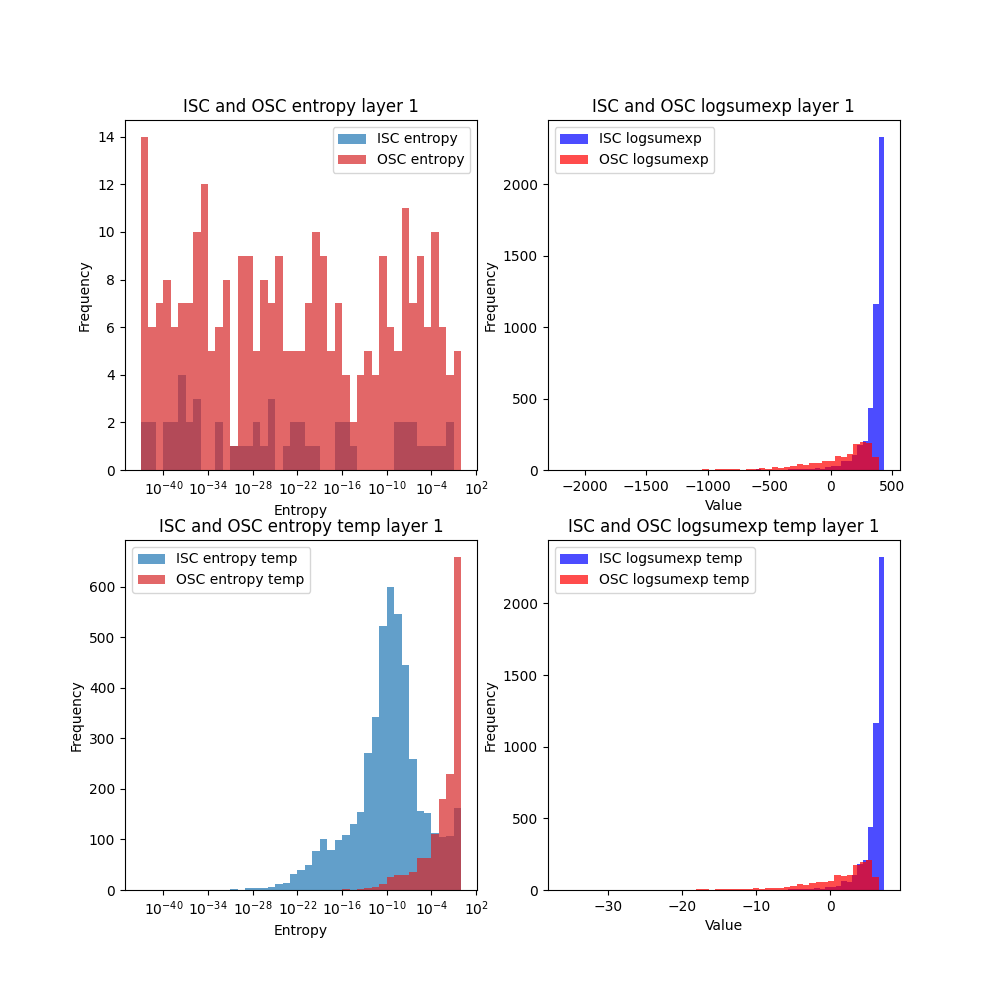 ISC and OSC entropy layer 1
ISC entropy
OSC entropy
Frequency
14
12
10
8
6
4
2
0
10⁻⁴⁰ 10⁻³⁴ 10⁻²⁸ 10⁻²² 10⁻¹⁶ 10⁻¹⁰ 10⁻⁴ 10²
Entropy
ISC and OSC logsumexp layer 1
ISC logsumexp
OSC logsumexp
Frequency
2000
1500
1000
500
0
−2000 −1500 −1000 −500 0 500
Value
ISC and OSC entropy temp layer 1
ISC entropy temp
OSC entropy temp
Frequency
600
500
400
300
200
100
0
10⁻⁴⁰ 10⁻³⁴ 10⁻²⁸ 10⁻²² 10⁻¹⁶ 10⁻¹⁰ 10⁻⁴ 10²
Entropy
ISC and OSC logsumexp temp layer 1
ISC logsumexp temp
OSC logsumexp temp
Frequency
2000
1500
1000
500
0
−30 −20 −10 0
Value